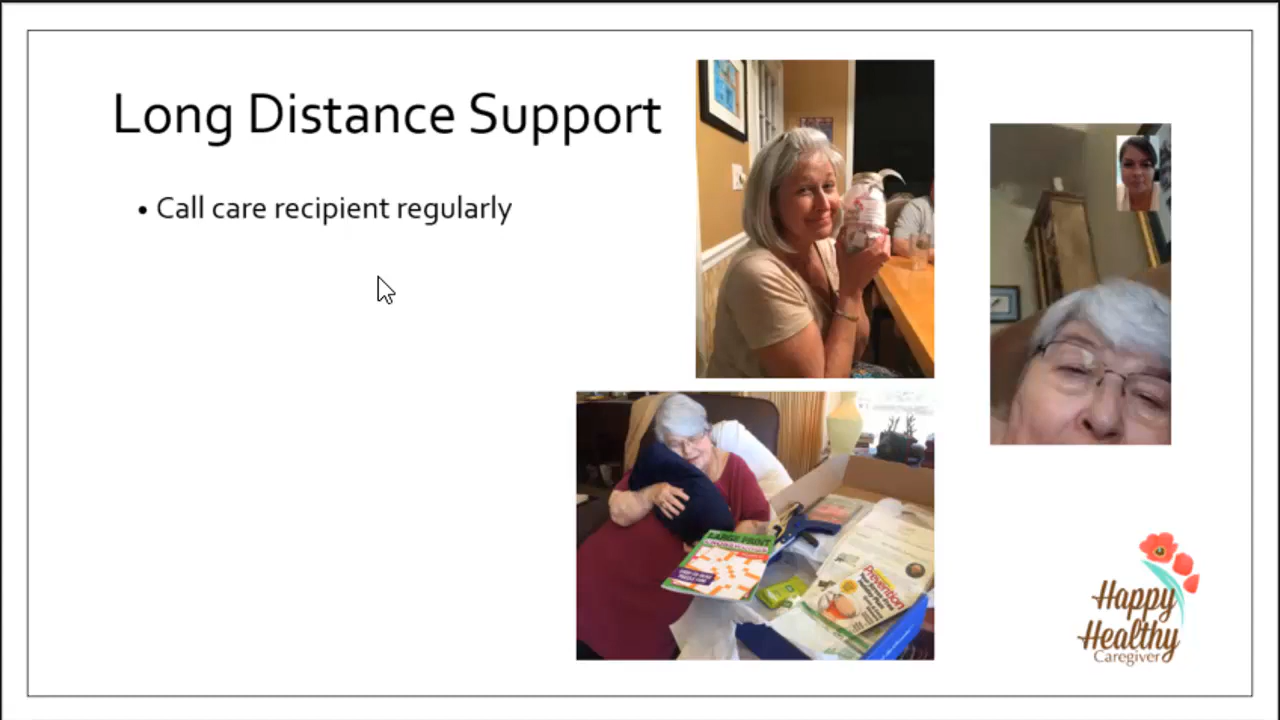 Long Distance Support
• Call care recipient regularly
LARGE PRINT
Prevention
Happy
Healthy
Caregiver